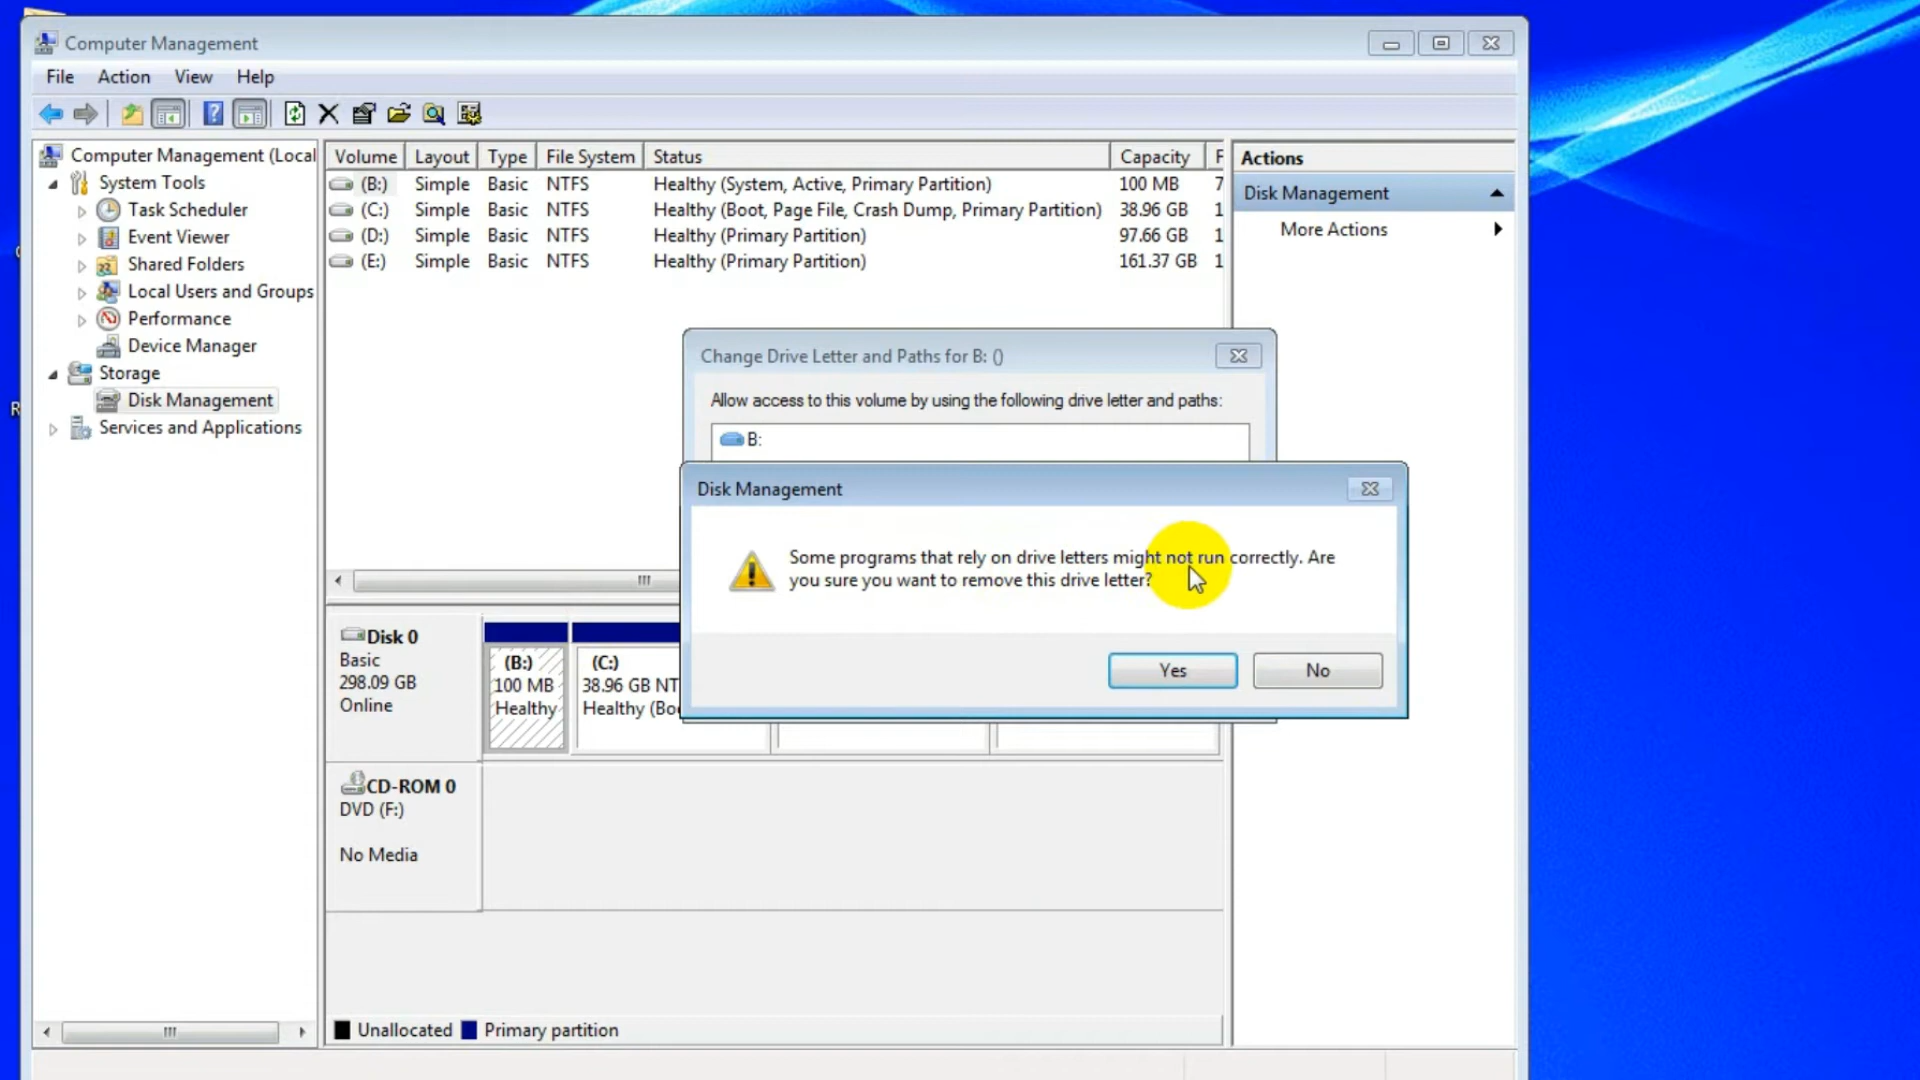 Computer Management
File Action View Help
Computer Management (Local
System Tools
Task Scheduler
Event Viewer
Shared Folders
Local Users and Groups
Performance
Device Manager
Storage
Disk Management
Services and Applications
Volume Layout Type File System Status Capacity F
(B:) Simple Basic NTFS Healthy (System, Active, Primary Partition) 100 MB 7
(C:) Simple Basic NTFS Healthy (Boot, Page File, Crash Dump, Primary Partition) 38.96 GB 1
(D:) Simple Basic NTFS Healthy (Primary Partition) 97.66 GB 1
(E:) Simple Basic NTFS Healthy (Primary Partition) 161.37 GB 1
Actions
Disk Management
More Actions
Change Drive Letter and Paths for B: ()
Allow access to this volume by using the following drive letter and paths:
B:
Disk Management
Some programs that rely on drive letters might not run correctly. Are
you sure you want to remove this drive letter?
Yes No
Disk 0
Basic
298.09 GB
Online
(B:)
100 MB
Healthy
(C:)
38.96 GB NT
Healthy (Bo
CD-ROM 0
DVD (F:)
No Media
Unallocated Primary partition
R